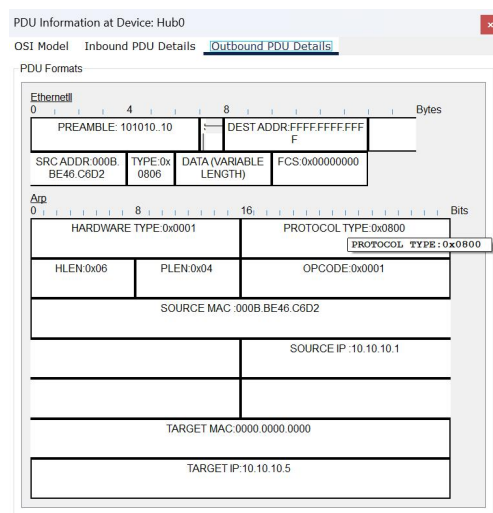 PDU Information at Device: Hub0
OSI Model Inbound PDU Details Outbound PDU Details
PDU Formats
EthernetII
0 4 8 Bytes
PREAMBLE: 101010..10 DEST ADDR:FFFF.FFFF.FFF
F
SRC ADDR:000B. TYPE:0x DATA (VARIABLE FCS:0x00000000
BE46.C6D2 0806 LENGTH)
Arp
0 8 16 Bits
HARDWARE TYPE:0x0001 PROTOCOL TYPE:0x0800
PROTOCOL TYPE:0x0800
HLEN:0x06 PLEN:0x04 OPCODE:0x0001
SOURCE MAC :000B.BE46.C6D2
SOURCE IP :10.10.10.1
TARGET MAC:0000.0000.0000
TARGET IP:10.10.10.5